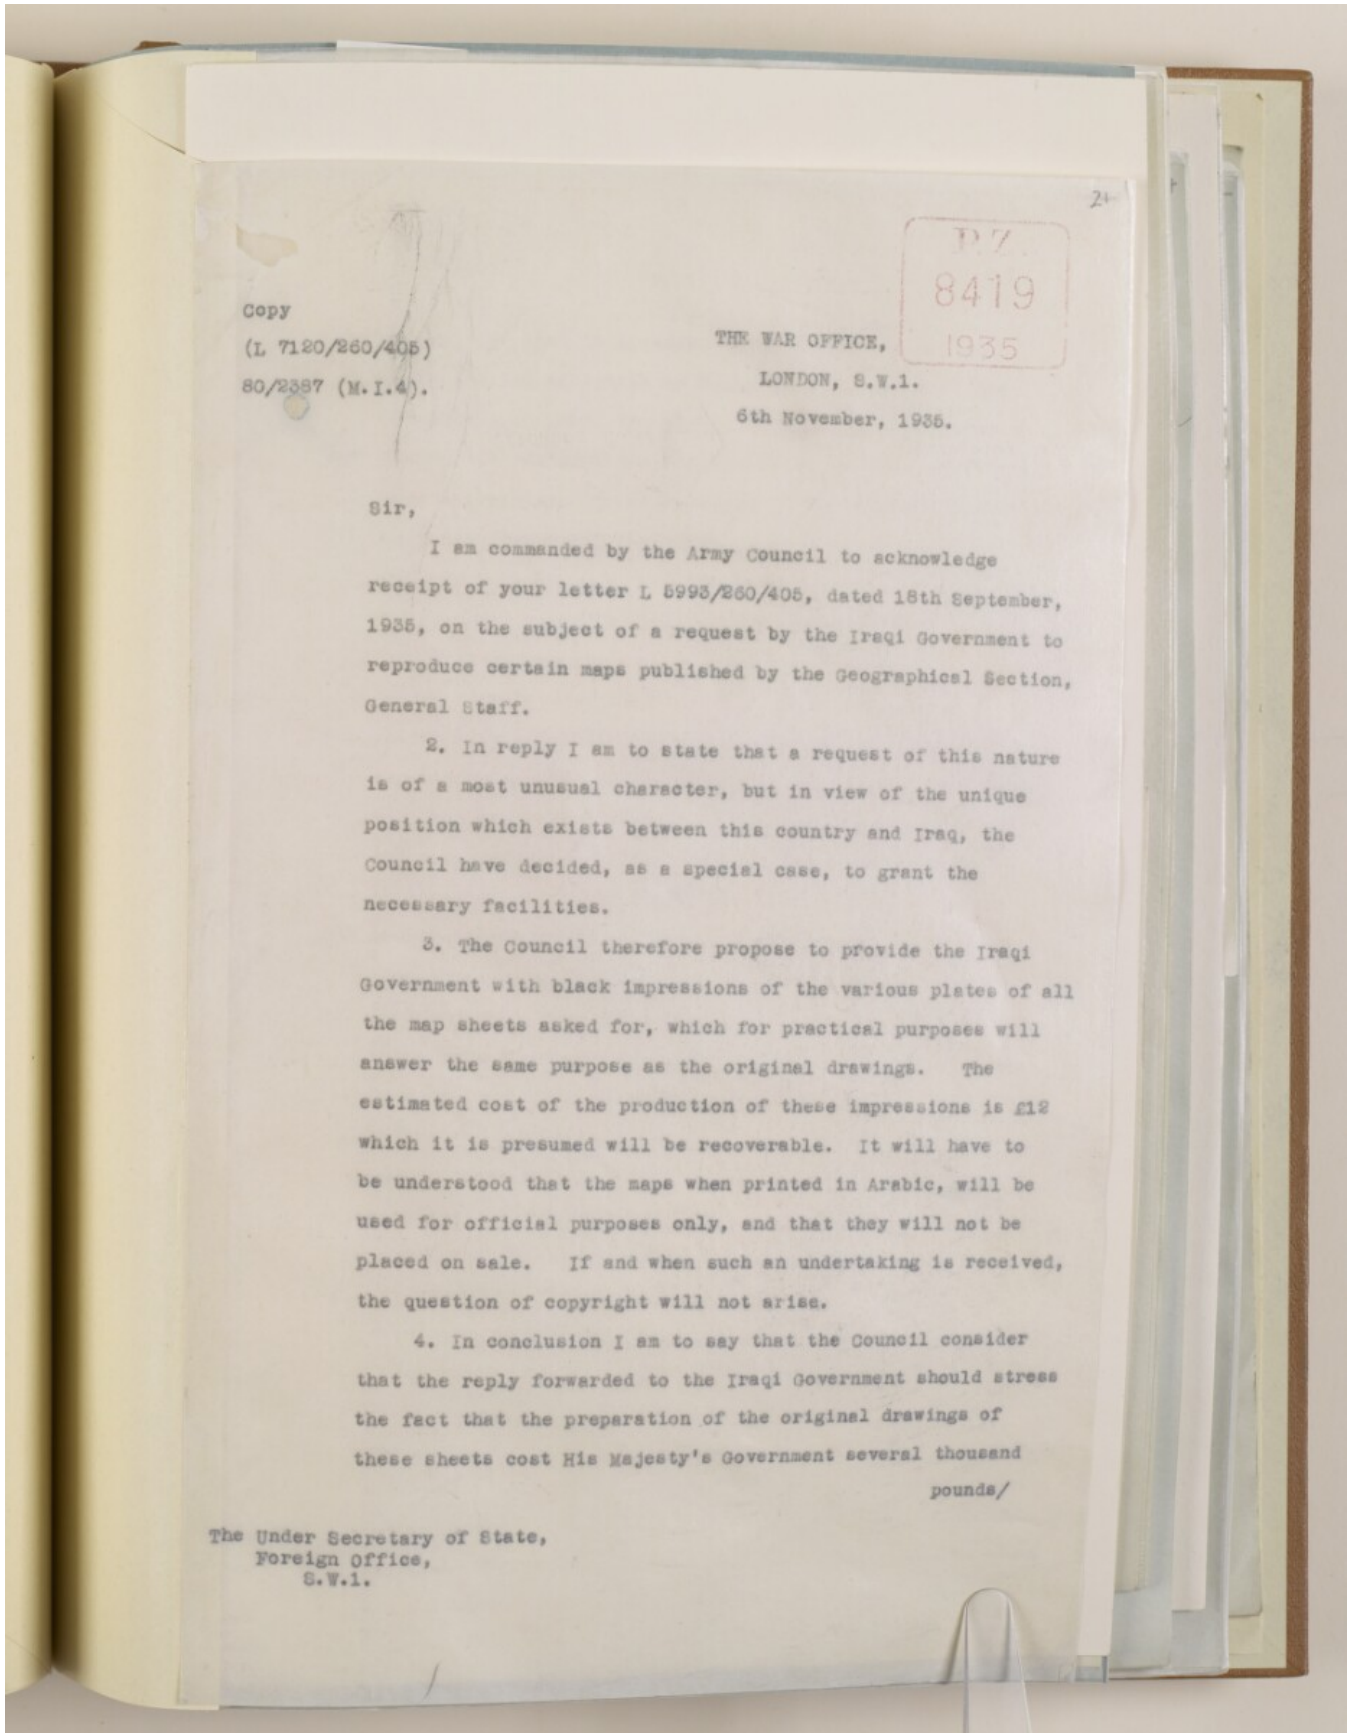 2
P.Z.
8419
1935
Copy
(L 7120/260/405)
80/2387 (M.I.4).
THE WAR OFFICE,
LONDON, S.W.1.
6th November, 1935.
Sir,
I am commanded by the Army Council to acknowledge
receipt of your letter L 5993/260/405, dated 18th September,
1935, on the subject of a request by the Iraqi Government to
reproduce certain maps published by the Geographical Section,
General Staff.
2. In reply I am to state that a request of this nature
is of a most unusual character, but in view of the unique
position which exists between this country and Iraq, the
Council have decided, as a special case, to grant the
necessary facilities.
3. The Council therefore propose to provide the Iraqi
Government with black impressions of the various plates of all
the map sheets asked for, which for practical purposes will
answer the same purpose as the original drawings. The
estimated cost of the production of these impressions is £12
which it is presumed will be recoverable. It will have to
be understood that the maps when printed in Arabic, will be
used for official purposes only, and that they will not be
placed on sale. If and when such an undertaking is received,
the question of copyright will not arise.
4. In conclusion I am to say that the Council consider
that the reply forwarded to the Iraqi Government should stress
the fact that the preparation of the original drawings of
these sheets cost His Majesty's Government several thousand
pounds/
The Under Secretary of State,
Foreign Office,
S.W.1.